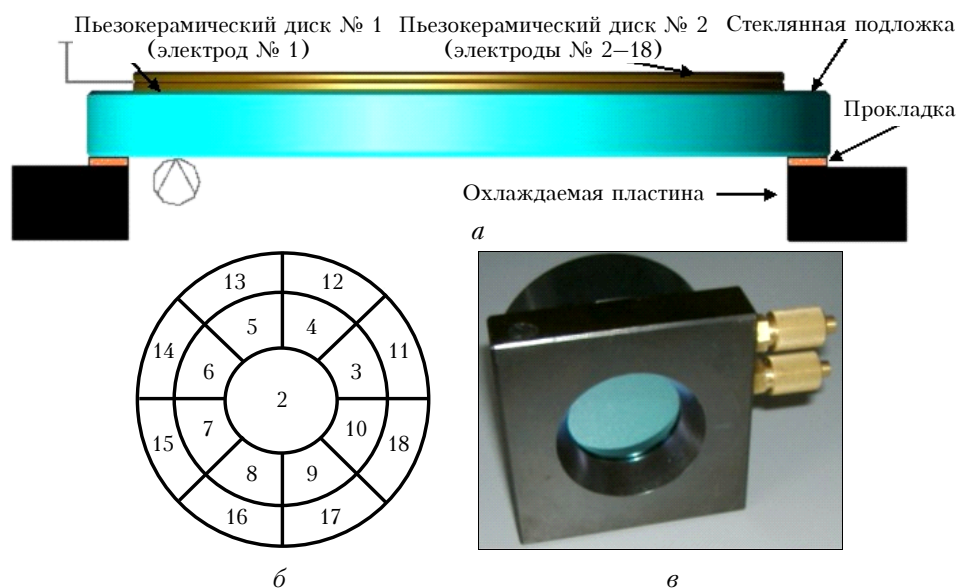 Пьезокерамический диск № 1
(электрод № 1)
Пьезокерамический диск № 2
(электроды № 2–18)
Стеклянная подложка
Прокладка
Охлаждаемая пластина
а
13
12
14
5
4
11
6
3
2
7
10
15
18
8
9
16
17
б
в